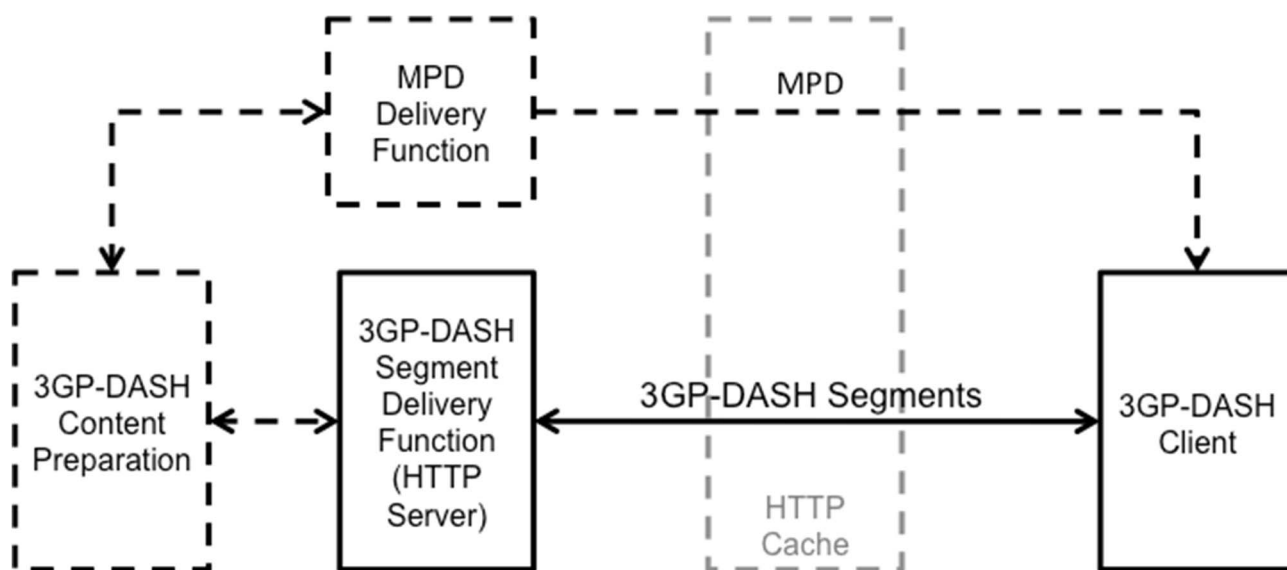 MPD
Delivery
Function
MPD
3GP-DASH
Content
Preparation
3GP-DASH
Segment
Delivery
Function
(HTTP
Server)
3GP-DASH Segments
HTTP
Cache
3GP-DASH
Client